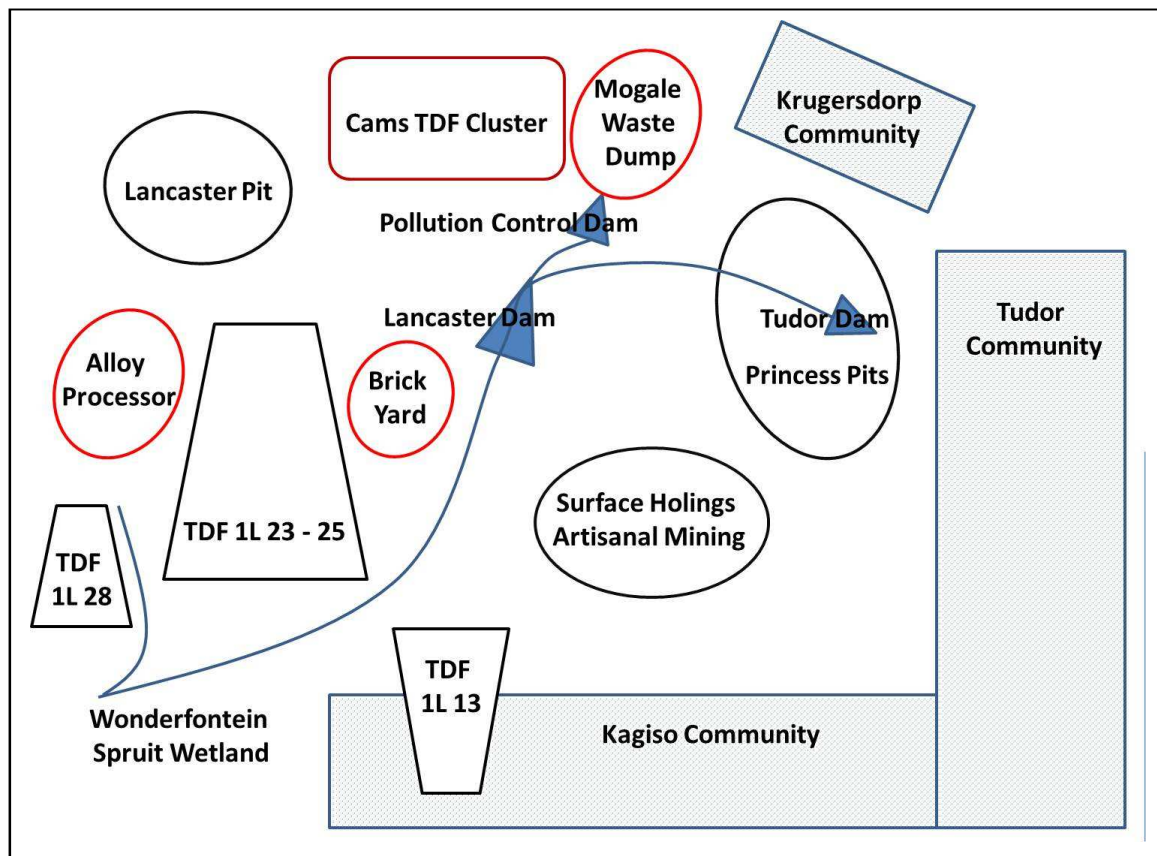 Cams TDF Cluster
Mogale
Waste
Dump
Krugersdorp
Community
Lancaster Pit
Pollution Control Dam
Lancaster Dam
Tudor Dam
Princess Pits
Tudor
Community
Alloy
Processor
Brick
Yard
TDF 1L 23 - 25
Surface Holings
Artisanal Mining
TDF
1L 28
TDF
1L 13
Wonderfontein
Spruit Wetland
Kagiso Community